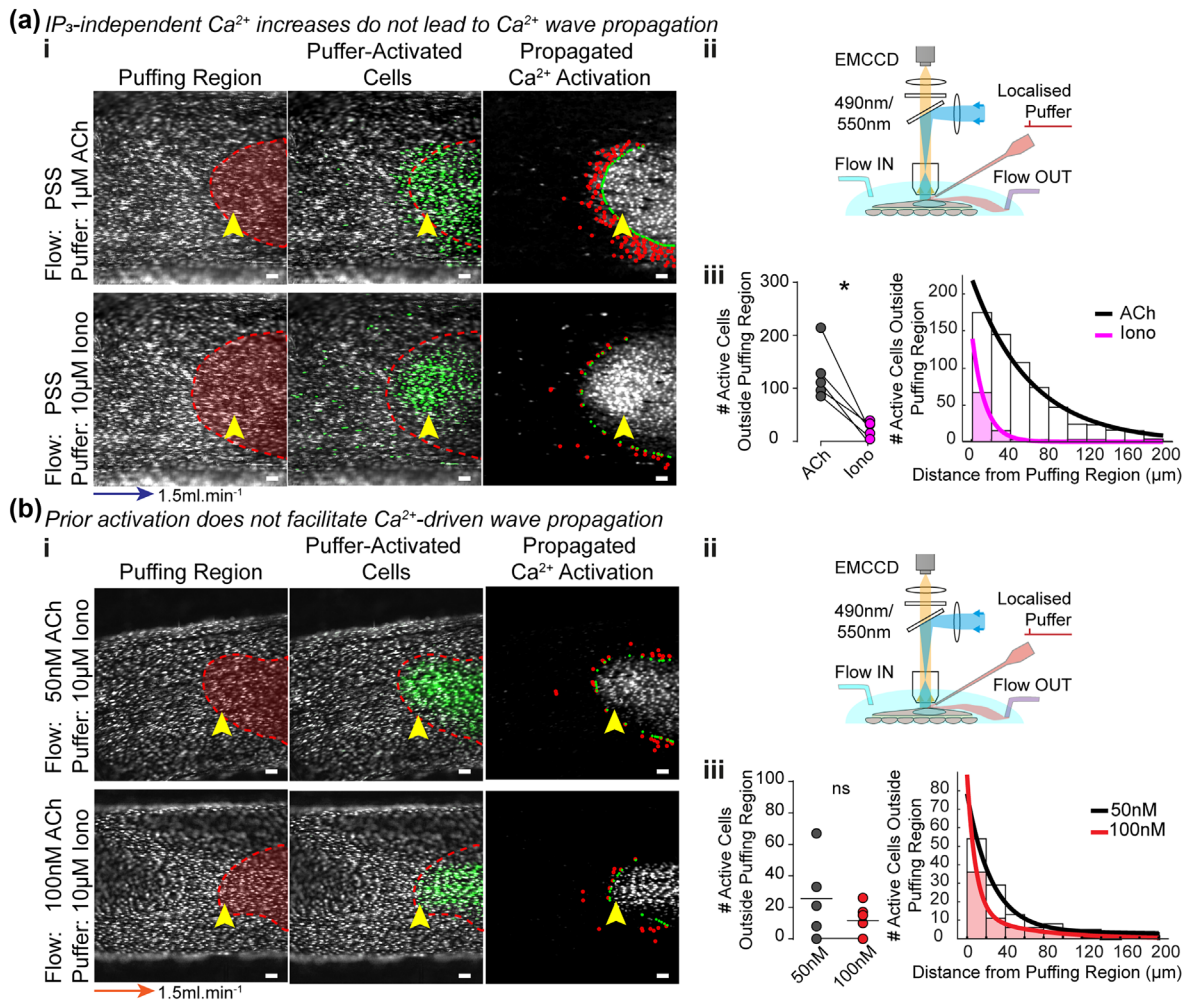 (a) IP₃-independent Ca²⁺ increases do not lead to Ca²⁺ wave propagation
i
Puffing Region
Puffer-Activated
Cells
Propagated
Ca²⁺ Activation
Flow: PSS
Puffer: 1µM ACh
Flow: PSS
Puffer: 10µM Iono
1.5ml.min⁻¹
ii
EMCCD
490nm/
550nm
Localised
Puffer
Flow IN
Flow OUT
iii
# Active Cells
Outside Puffing Region
300
200
100
0
*
ACh
Iono
# Active Cells Outside
Puffing Region
200
150
100
50
0
ACh
Iono
0 40 80 120 160 200
Distance from Puffing Region (µm)
(b) Prior activation does not facilitate Ca²⁺-driven wave propagation
i
Puffing Region
Puffer-Activated
Cells
Propagated
Ca²⁺ Activation
Flow: 50nM ACh
Puffer: 10µM Iono
Flow: 100nM ACh
Puffer: 10µM Iono
1.5ml.min⁻¹
ii
EMCCD
490nm/
550nm
Localised
Puffer
Flow IN
Flow OUT
iii
# Active Cells
Outside Puffing Region
100
80
60
40
20
0
ns
50nM
100nM
# Active Cells Outside
Puffing Region
80
70
60
50
40
30
20
10
0
50nM
100nM
0 40 80 120 160 200
Distance from Puffing Region (µm)